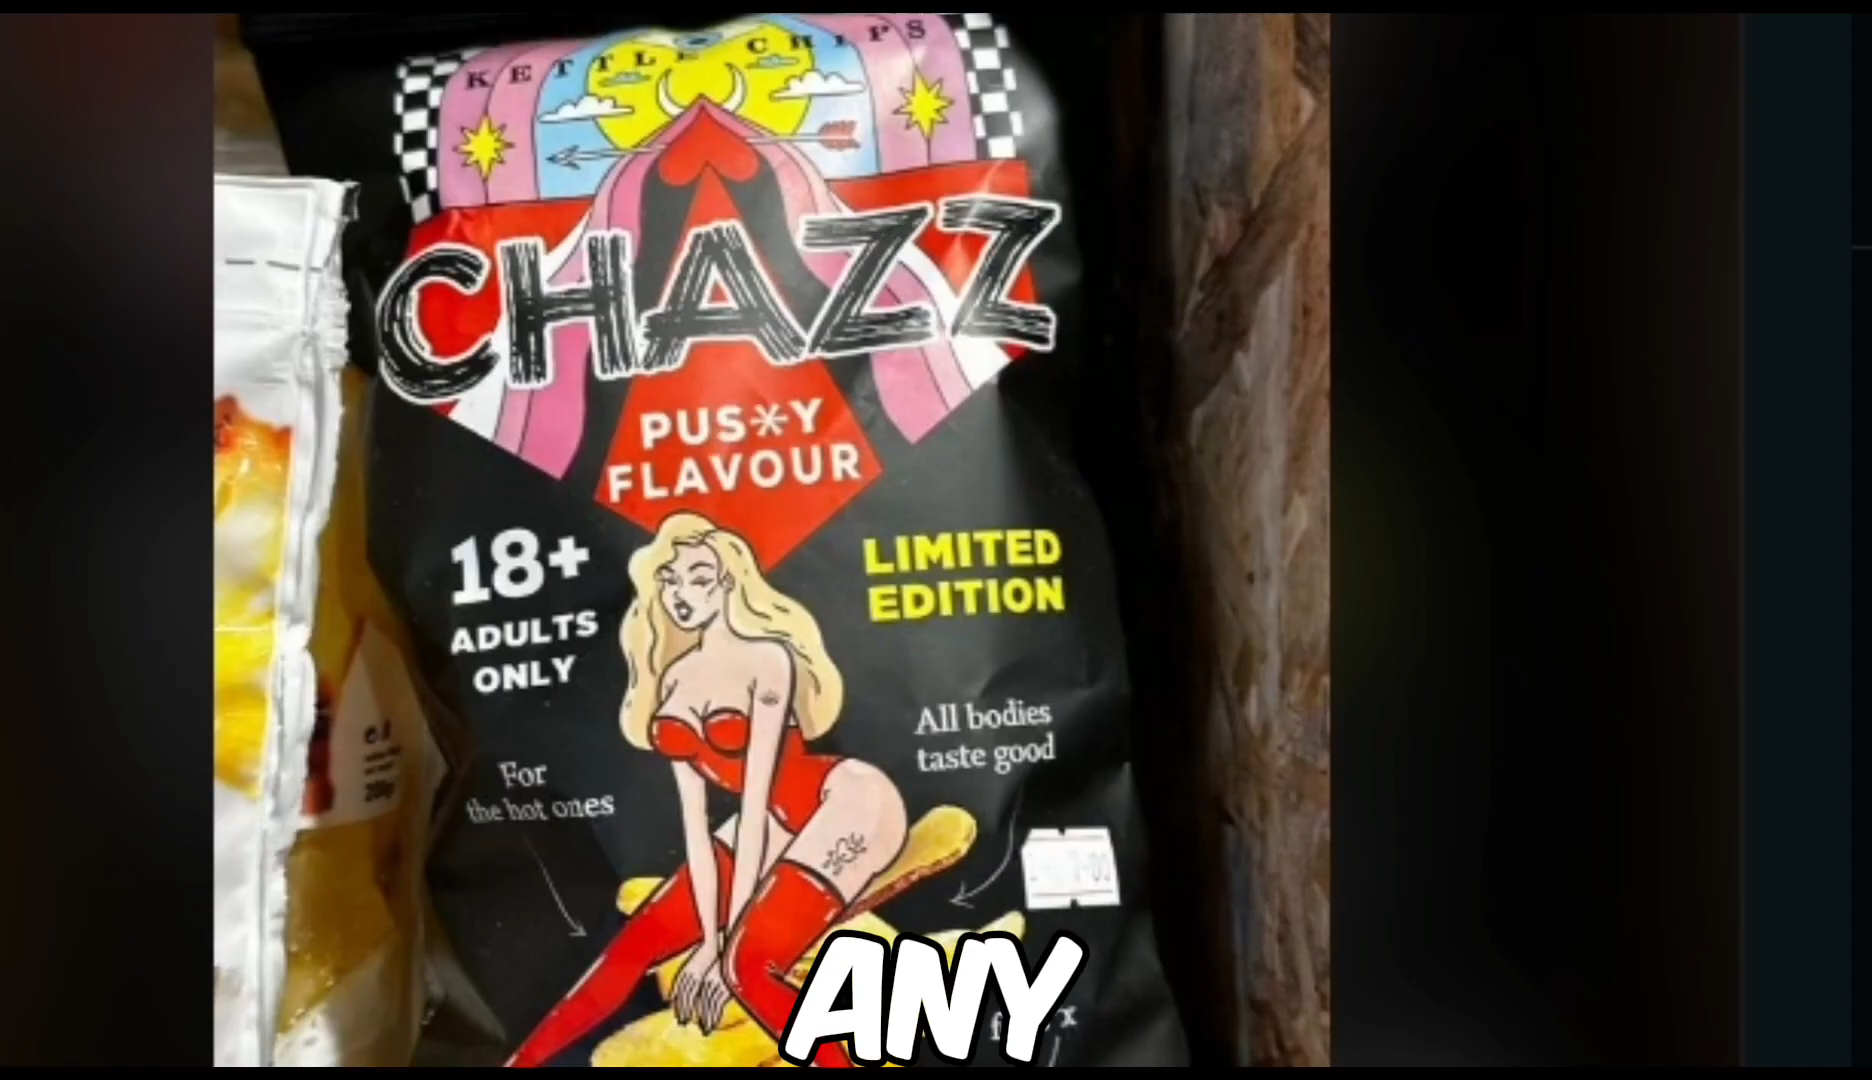 KETTLE CHIPS
CHAZZ
PUS*Y
FLAVOUR
18+
ADULTS
ONLY
LIMITED
EDITION
All bodies
taste good
For
the hot ones
ANY